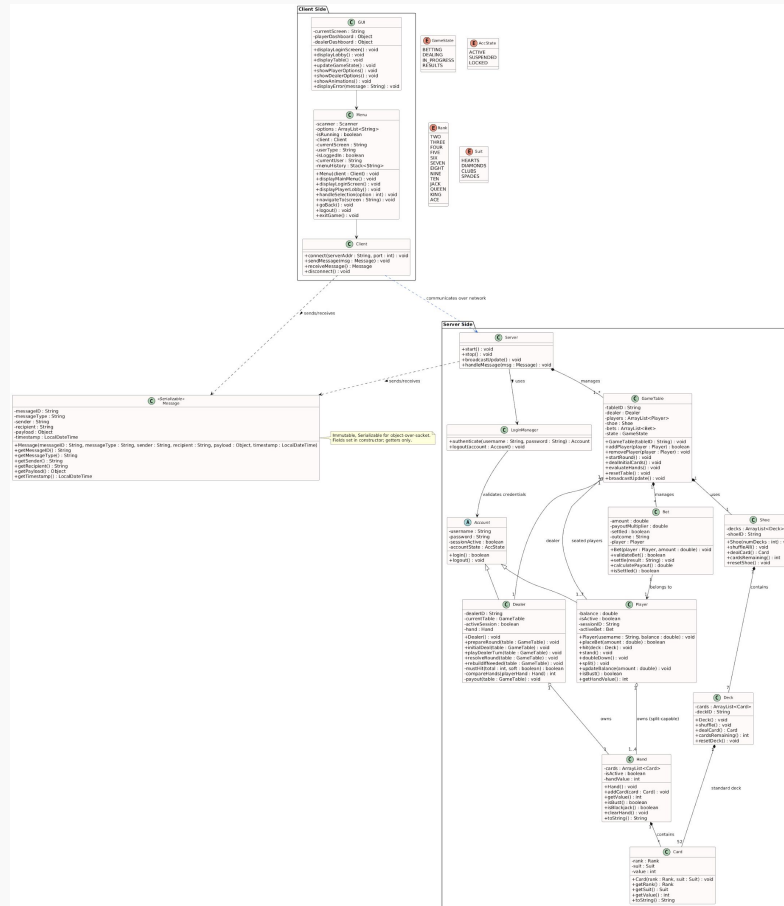 Client Side
C GUI
-currentScreen : String
-playerDashboard : Object
-dealerDashboard : Object
+displayLoginScreen() : void
+displayLobby() : void
+displayTable() : void
+updateGameState() : void
+showPlayerOptions() : void
+showDealerOptions() : void
+showAnimations() : void
+displayError(message : String) : void
C Menu
-scanner : Scanner
-options : ArrayList<String>
-isRunning : boolean
-client : Client
-currentScreen : String
-userType : String
-isLoggedIn : boolean
-currentUser : String
-menuHistory : Stack<String>
+Menu(client : Client) : void
+displayMainMenu() : void
+displayLoginScreen() : void
+displayPlayerLobby() : void
+handleSelection(option : int) : void
+navigateTo(screen : String) : void
+goBack() : void
+logout() : void
+exitGame() : void
C Client
+connect(serverAddr : String, port : int) : void
+sendMessage(msg : Message) : void
+receiveMessage() : Message
+disconnect() : void
E GameState
BETTING
DEALING
IN_PROGRESS
RESULTS
E AccState
ACTIVE
SUSPENDED
LOCKED
E Rank
TWO
THREE
FOUR
FIVE
SIX
SEVEN
EIGHT
NINE
TEN
JACK
QUEEN
KING
ACE
E Suit
HEARTS
DIAMONDS
CLUBS
SPADES
sends/receives
communicates over network
Server Side
C Server
+start() : void
+stop() : void
+broadcastUpdate() : void
+handleMessage(msg : Message) : void
sends/receives
uses
manages
1..*
C «Serializable»
Message
-messageID : String
-messageType : String
-sender : String
-recipient : String
-payload : Object
-timestamp : LocalDateTime
+Message(messageID : String, messageType : String, sender : String, recipient : String, payload : Object, timestamp : LocalDateTime)
+getMessageID() : String
+getMessageType() : String
+getSender() : String
+getRecipient() : String
+getPayload() : Object
+getTimestamp() : LocalDateTime
Immutable, Serializable for object-over-socket.
Fields set in constructor; getters only.
C LoginManager
+authenticate(username : String, password : String) : Account
+logout(account : Account) : void
validates credentials
C GameTable
-tableID : String
-dealer : Dealer
-players : ArrayList<Player>
-shoe : Shoe
-bets : ArrayList<Bet>
-state : GameState
+GameTable(tableID : String) : void
+addPlayer(player : Player) : void
+removePlayer(player : Player) : void
+startRound() : void
+dealInitialCards() : void
+evaluateHands() : void
+resetTable() : void
+broadcastUpdate() : void
dealer
seated players
manages
uses
A Account
-username : String
-password : String
-sessionActive : boolean
-accountState : AccState
+login() : boolean
+logout() : void
C Bet
-amount : double
-payoutMultiplier : double
-settled : boolean
-outcome : String
-player : Player
+Bet(player : Player, amount : double) : void
+validateBet() : boolean
+settle(result : String) : void
+calculatePayout() : double
+isSettled() : boolean
belongs to
C Shoe
-decks : ArrayList<Deck>
-shoeID : String
+Shoe(numDecks : int) : void
+shuffleAll() : void
+dealCard() : Card
+cardsRemaining() : int
+resetShoe() : void
contains
C Dealer
-dealerID : String
-currentTable : GameTable
-activeSession : boolean
-hand : Hand
+Dealer() : void
+prepareRound(table : GameTable) : void
+initialDeal(table : GameTable) : void
+playDealerTurn(table : GameTable) : void
+resolveRound(table : GameTable) : void
+rebuildIfNeeded(table : GameTable) : void
-mustHit(total : int, soft : boolean) : boolean
-compareHands(playerHand : Hand) : int
-payout(table : GameTable) : void
C Player
-balance : double
-isActive : boolean
-sessionID : String
-activeBet : Bet
+Player(username : String, balance : double) : void
+placeBet(amount : double) : boolean
+hit(deck : Deck) : void
+stand() : void
+doubleDown() : void
+split() : void
+updateBalance(amount : double) : void
+isBust() : boolean
+getHandValue() : int
owns
owns (split-capable)
1..4
C Deck
-cards : ArrayList<Card>
-deckID : String
+Deck() : void
+shuffle() : void
+dealCard() : Card
+cardsRemaining() : int
+resetDeck() : void
standard deck
C Hand
-cards : ArrayList<Card>
-isActive : boolean
-handValue : int
+Hand() : void
+addCard(card : Card) : void
+getValue() : int
+isBust() : boolean
+isBlackjack() : boolean
+clearHand() : void
+toString() : String
contains
52
C Card
-rank : Rank
-suit : Suit
-value : int
+Card(rank : Rank, suit : Suit) : void
+getRank() : Rank
+getSuit() : Suit
+getValue() : int
+toString() : String